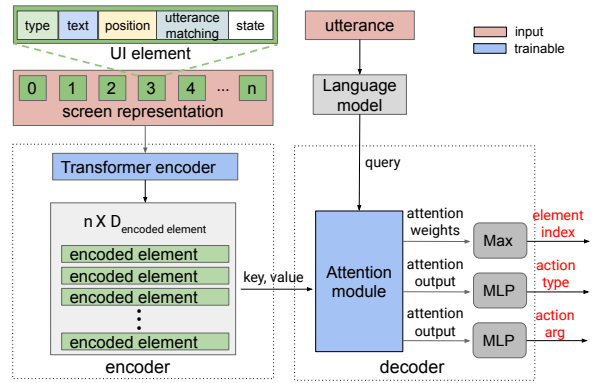 type text position utterance matching state
UI element
0 1 2 3 4 ... n
screen representation
Transformer encoder
n X D encoded element
encoded element
encoded element
encoded element
encoded element
encoder
key, value
utterance
Language model
query
Attention module
attention weights
attention output
attention output
Max
MLP
MLP
element index
action type
action arg
decoder
input
trainable